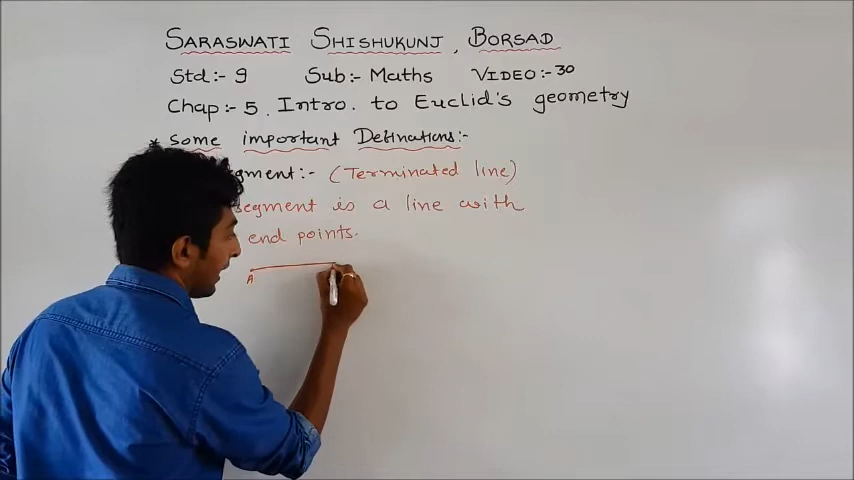 SARASWATI SHISHUKUNJ, BORSAD
Std:- 9 Sub:- Maths VIDEO:- 30
Chap:- 5. Intro. to Euclid's geometry
* Some important Definations:-
gment:- (Terminated line)
segment is a line with
end points.
A